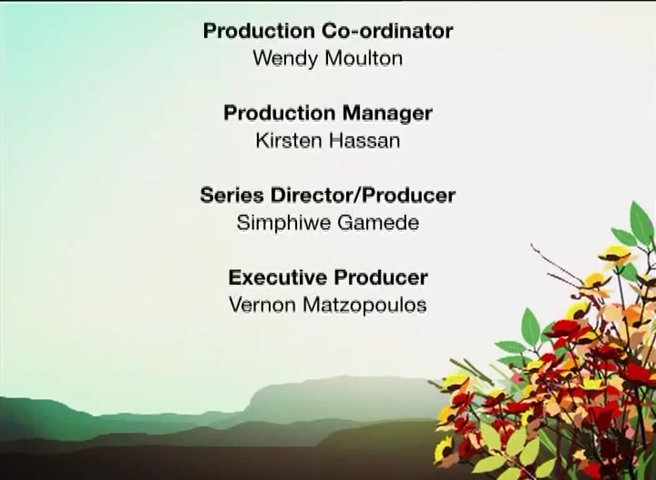 Production Co-ordinator
Wendy Moulton
Production Manager
Kirsten Hassan
Series Director/Producer
Simphiwe Gamede
Executive Producer
Vernon Matzopoulos